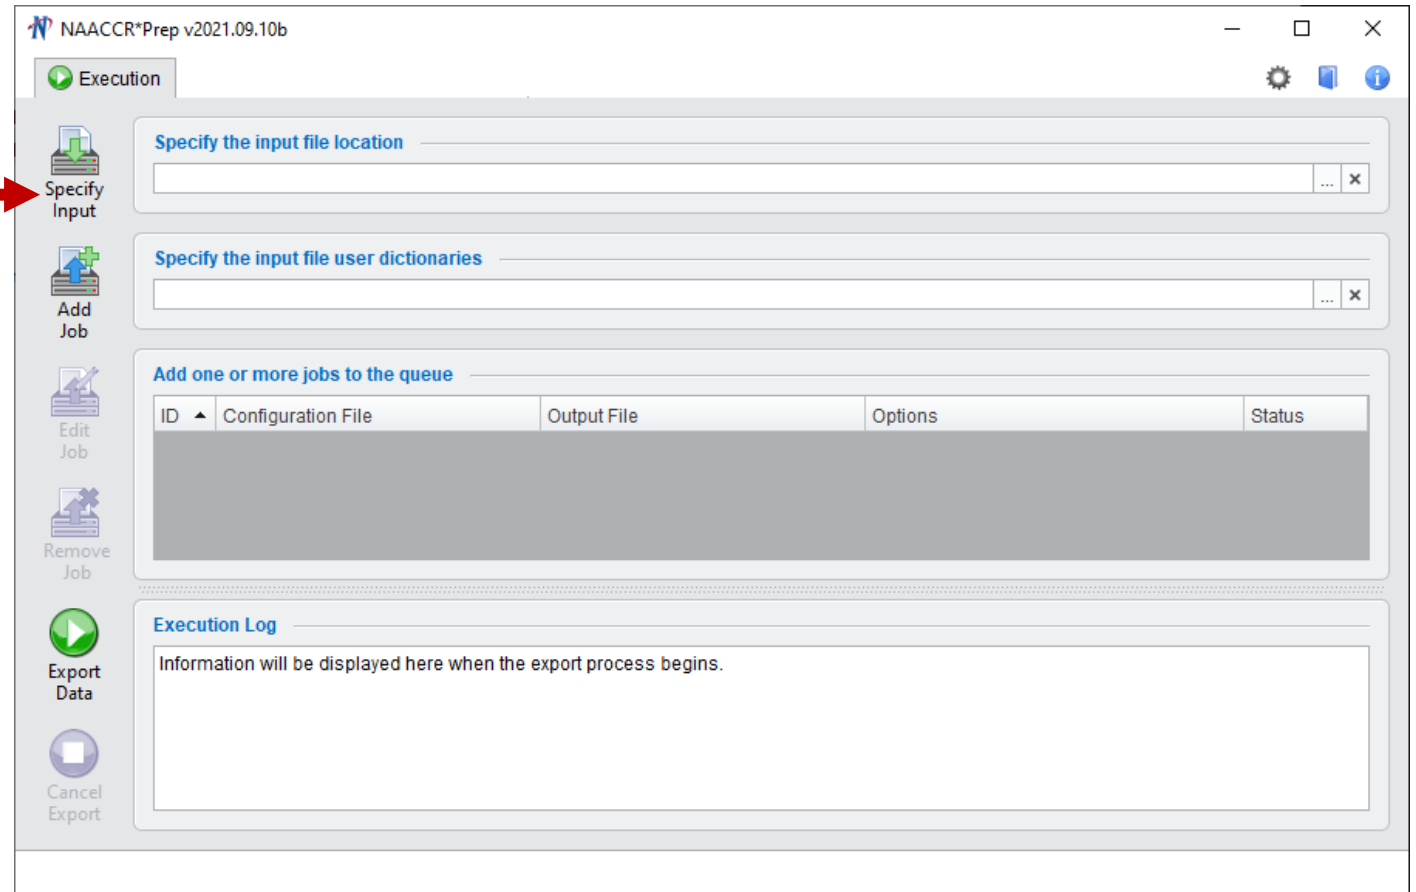 NAACCR*Prep v2021.09.10b
Execution
Specify
Input
Add
Job
Edit
Job
Remove
Job
Export
Data
Cancel
Export
Specify the input file location
...
Specify the input file user dictionaries
...
Add one or more jobs to the queue
ID Configuration File Output File Options Status
Execution Log
Information will be displayed here when the export process begins.